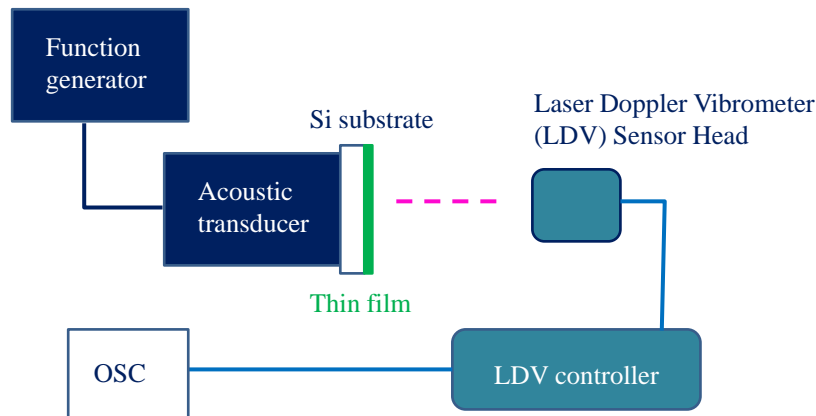 Function
generator
Si substrate
Laser Doppler Vibrometer
(LDV) Sensor Head
Acoustic
transducer
Thin film
OSC
LDV controller